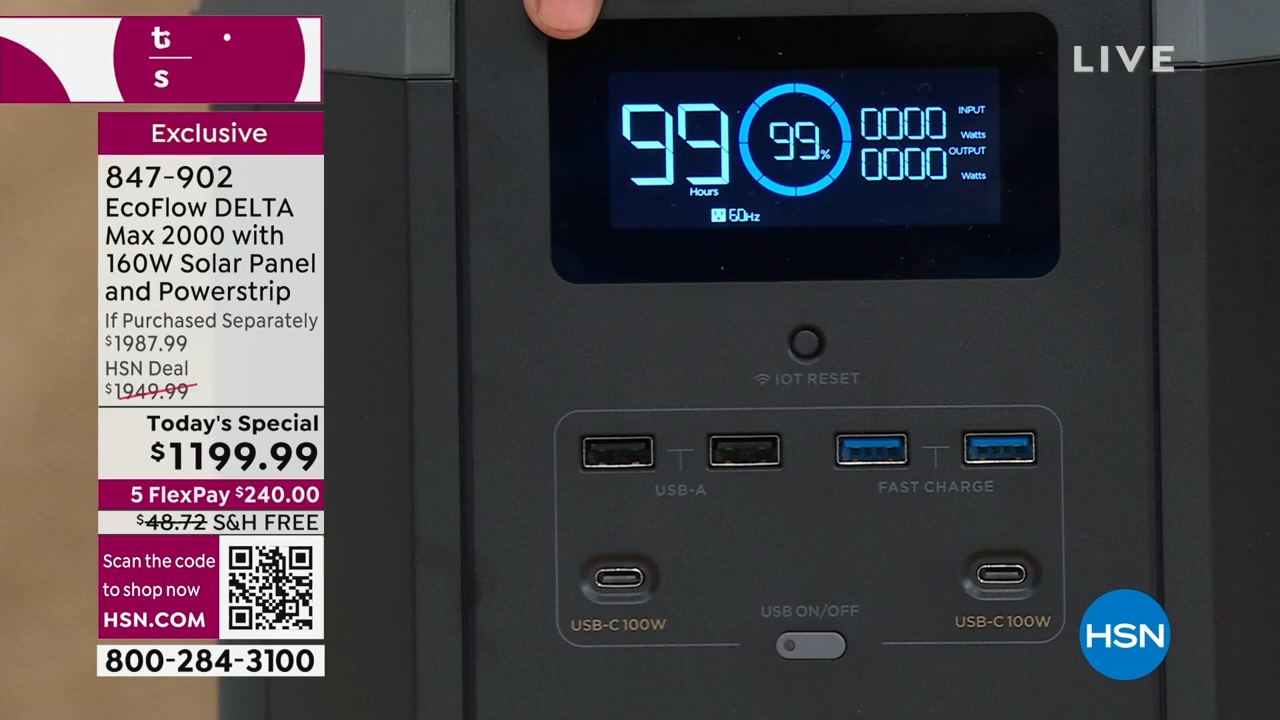 ts
Exclusive
847-902
EcoFlow DELTA
Max 2000 with
160W Solar Panel
and Powerstrip
If Purchased Separately
$1987.99
HSN Deal
$1949.99
Today's Special
$1199.99
5 FlexPay $240.00
$48.72 S&H FREE
Scan the code
to shop now
HSN.COM
800-284-3100
LIVE
99
Hours
99%
0000
INPUT
Watts
0000
OUTPUT
Watts
60Hz
IOT RESET
USB-A
FAST CHARGE
USB-C 100W
USB ON/OFF
USB-C 100W
HSN